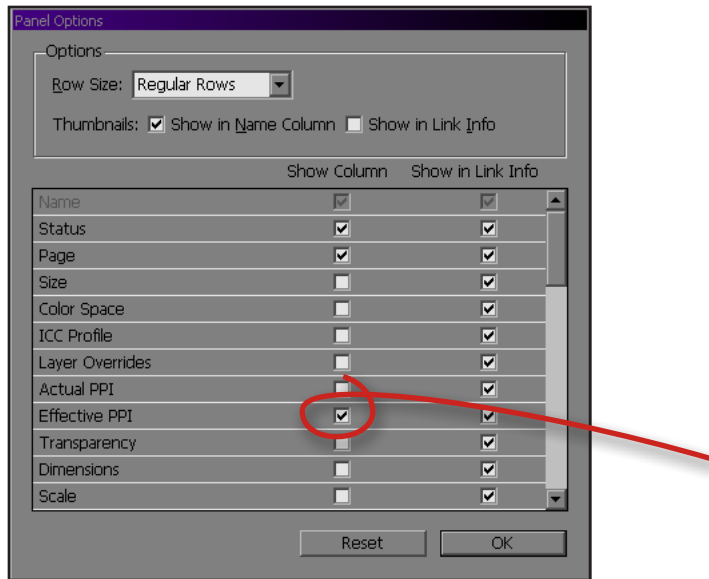 Panel Options
Options
Row Size: Regular Rows
Thumbnails: Show in Name Column Show in Link Info
Show Column Show in Link Info
Name
Status
Page
Size
Color Space
ICC Profile
Layer Overrides
Actual PPI
Effective PPI
Transparency
Dimensions
Scale
Reset OK